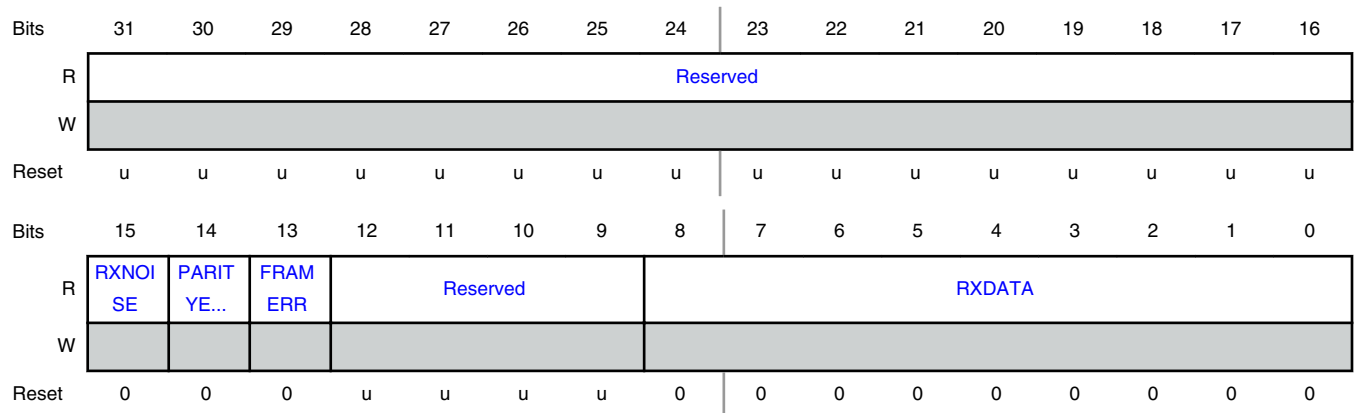 Bits 31 30 29 28 27 26 25 24 23 22 21 20 19 18 17 16
R Reserved
W
Reset u u u u u u u u u u u u u u u u
Bits 15 14 13 12 11 10 9 8 7 6 5 4 3 2 1 0
RXNOI PARIT FRAM
R Reserved RXDATA
SE YE... ERR
W
Reset 0 0 0 u u u u 0 0 0 0 0 0 0 0 0